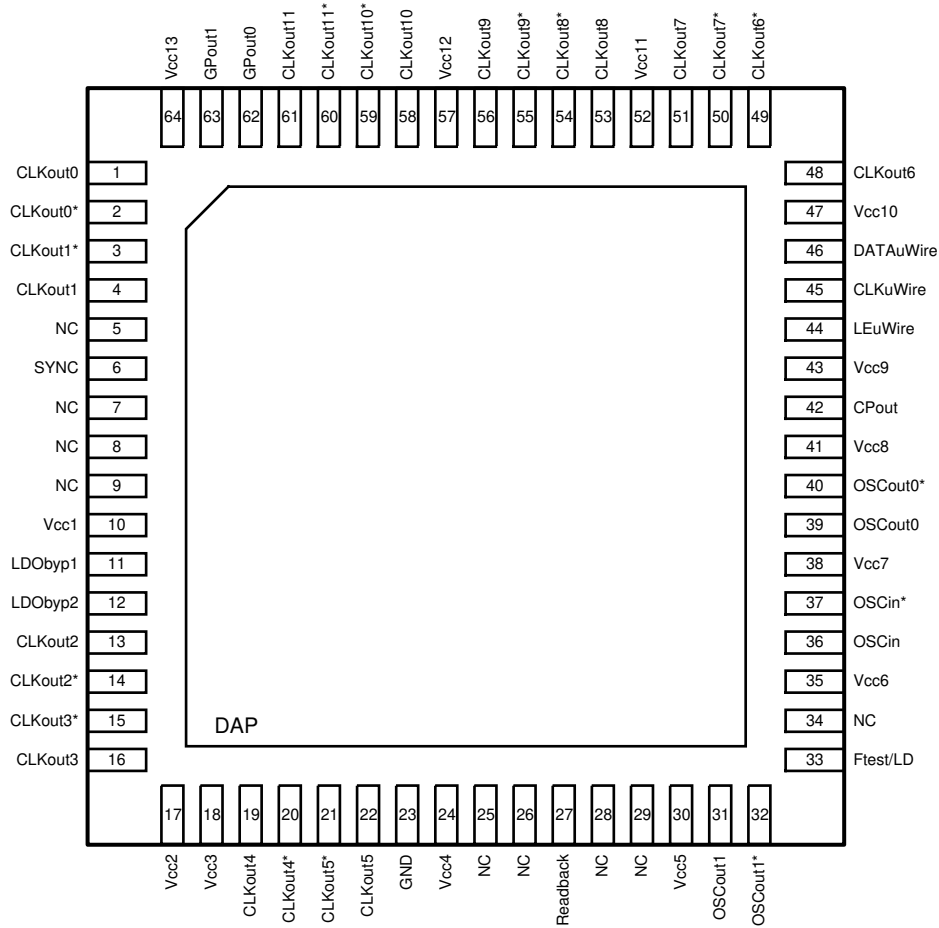 Vcc13
GPout1
GPout0
CLKout11
CLKout11*
CLKout10*
CLKout10
Vcc12
CLKout9
CLKout9*
CLKout8*
CLKout8
Vcc11
CLKout7
CLKout7*
CLKout6*
64 63 62 61 60 59 58 57 56 55 54 53 52 51 50 49
CLKout0 1 48 CLKout6
CLKout0* 2 47 Vcc10
CLKout1* 3 46 DATAuWire
CLKout1 4 45 CLKuWire
NC 5 44 LEuWire
SYNC 6 43 Vcc9
NC 7 42 CPout
NC 8 41 Vcc8
NC 9 40 OSCout0*
Vcc1 10 39 OSCout0
LDObyp1 11 38 Vcc7
LDObyp2 12 37 OSCin*
CLKout2 13 36 OSCin
CLKout2* 14 35 Vcc6
CLKout3* 15 34 NC
DAP
CLKout3 16 33 Ftest/LD
17 18 19 20 21 22 23 24 25 26 27 28 29 30 31 32
Vcc2
Vcc3
CLKout4
CLKout4*
CLKout5*
CLKout5
GND
Vcc4
NC
NC
Readback
NC
NC
Vcc5
OSCout1
OSCout1*